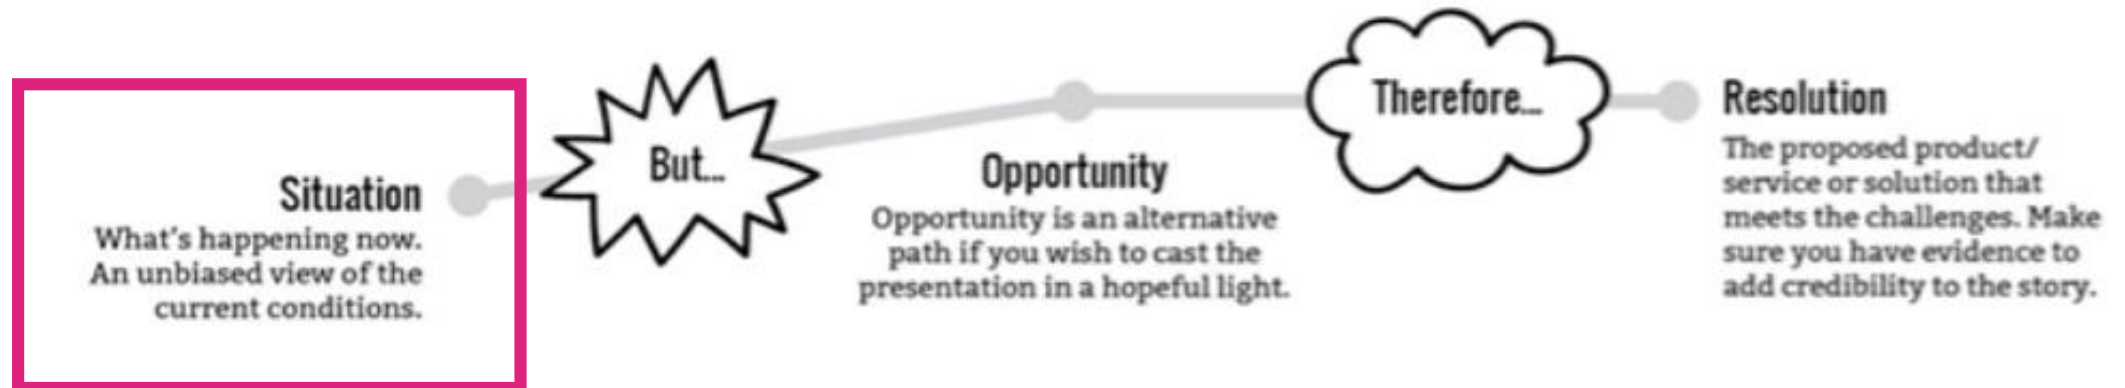 Situation
What's happening now.
An unbiased view of the
current conditions.
But...
Opportunity
Opportunity is an alternative
path if you wish to cast the
presentation in a hopeful light.
Therefore...
Resolution
The proposed product/
service or solution that
meets the challenges. Make
sure you have evidence to
add credibility to the story.